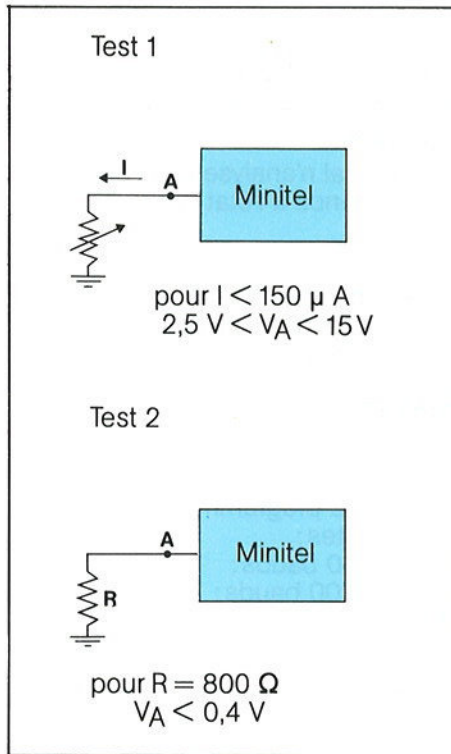 Test 1
I
A
Minitel
pour I < 150 µ A
2,5 V < VA < 15 V
Test 2
A
Minitel
R
pour R = 800 Ω
VA < 0,4 V